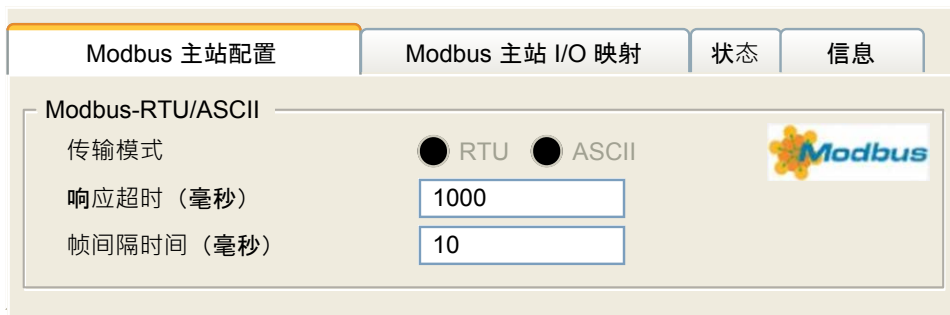 Modbus 主站配置 Modbus 主站 I/O 映射 状态 信息
Modbus-RTU/ASCII
传输模式 RTU ASCII
Modbus
响应超时（毫秒） 1000
帧间隔时间（毫秒） 10